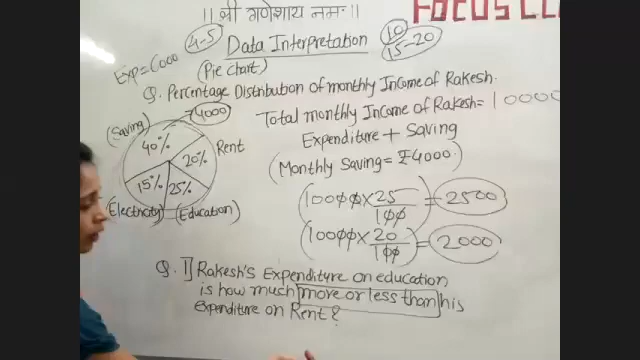 || श्री गणेशाय नमः ||
FOCUS CL
4-5
Data Interpretation
10
15-20
(Pie chart)
Exp=6000
Q. Percentage Distribution of monthly Income of Rakesh.
4000
Total monthly Income of Rakesh= 10000
Expenditure + Saving
(Saving)
40%
Rent
20%
(Monthly Saving = ₹4000.)
15%
25%
(Electricity)
(Education)
(10000 × 25/100) = 2500
(10000 × 20/100) = 2000
Q.1] Rakesh's Expenditure on education
is how much more or less than his
expenditure on Rent?